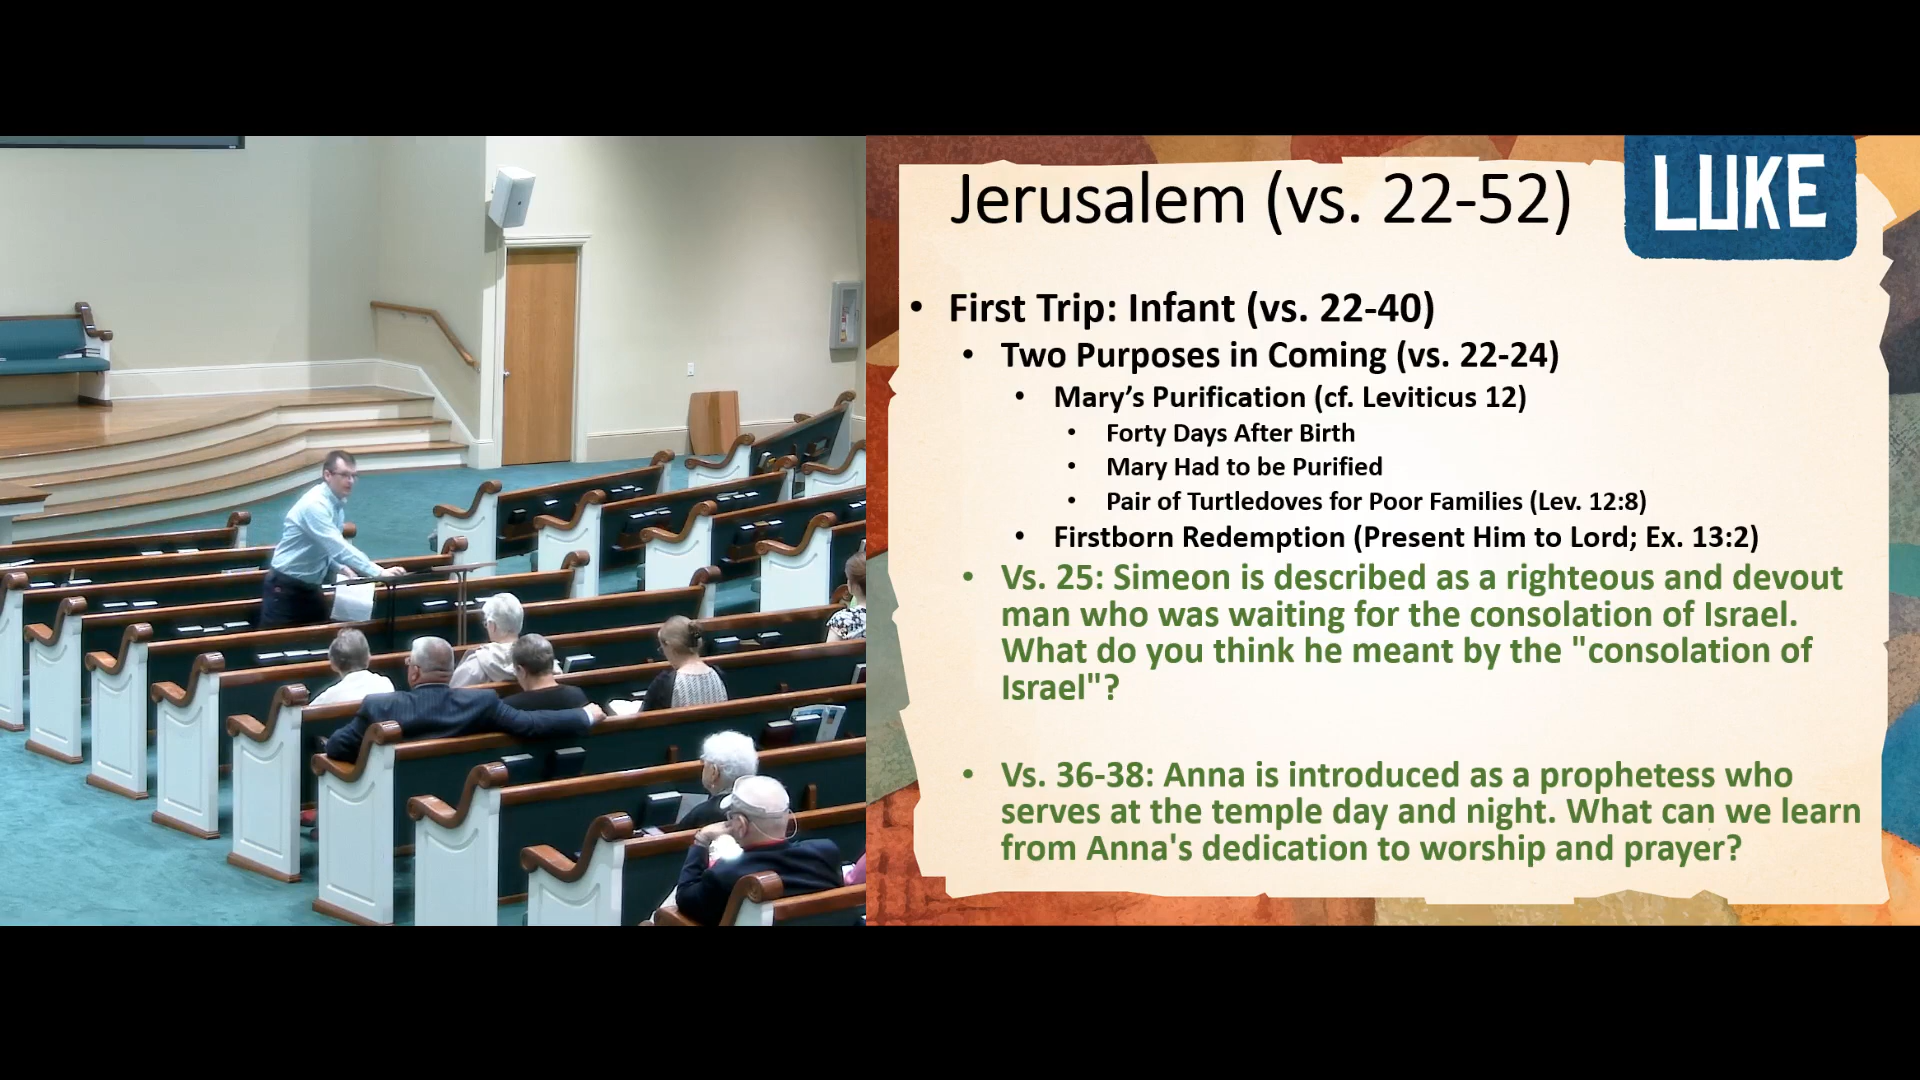 LUKE
Jerusalem (vs. 22-52)
• First Trip: Infant (vs. 22-40)
• Two Purposes in Coming (vs. 22-24)
• Mary’s Purification (cf. Leviticus 12)
• Forty Days After Birth
• Mary Had to be Purified
• Pair of Turtledoves for Poor Families (Lev. 12:8)
• Firstborn Redemption (Present Him to Lord; Ex. 13:2)
• Vs. 25: Simeon is described as a righteous and devout
man who was waiting for the consolation of Israel.
What do you think he meant by the "consolation of
Israel"?
• Vs. 36-38: Anna is introduced as a prophetess who
serves at the temple day and night. What can we learn
from Anna's dedication to worship and prayer?